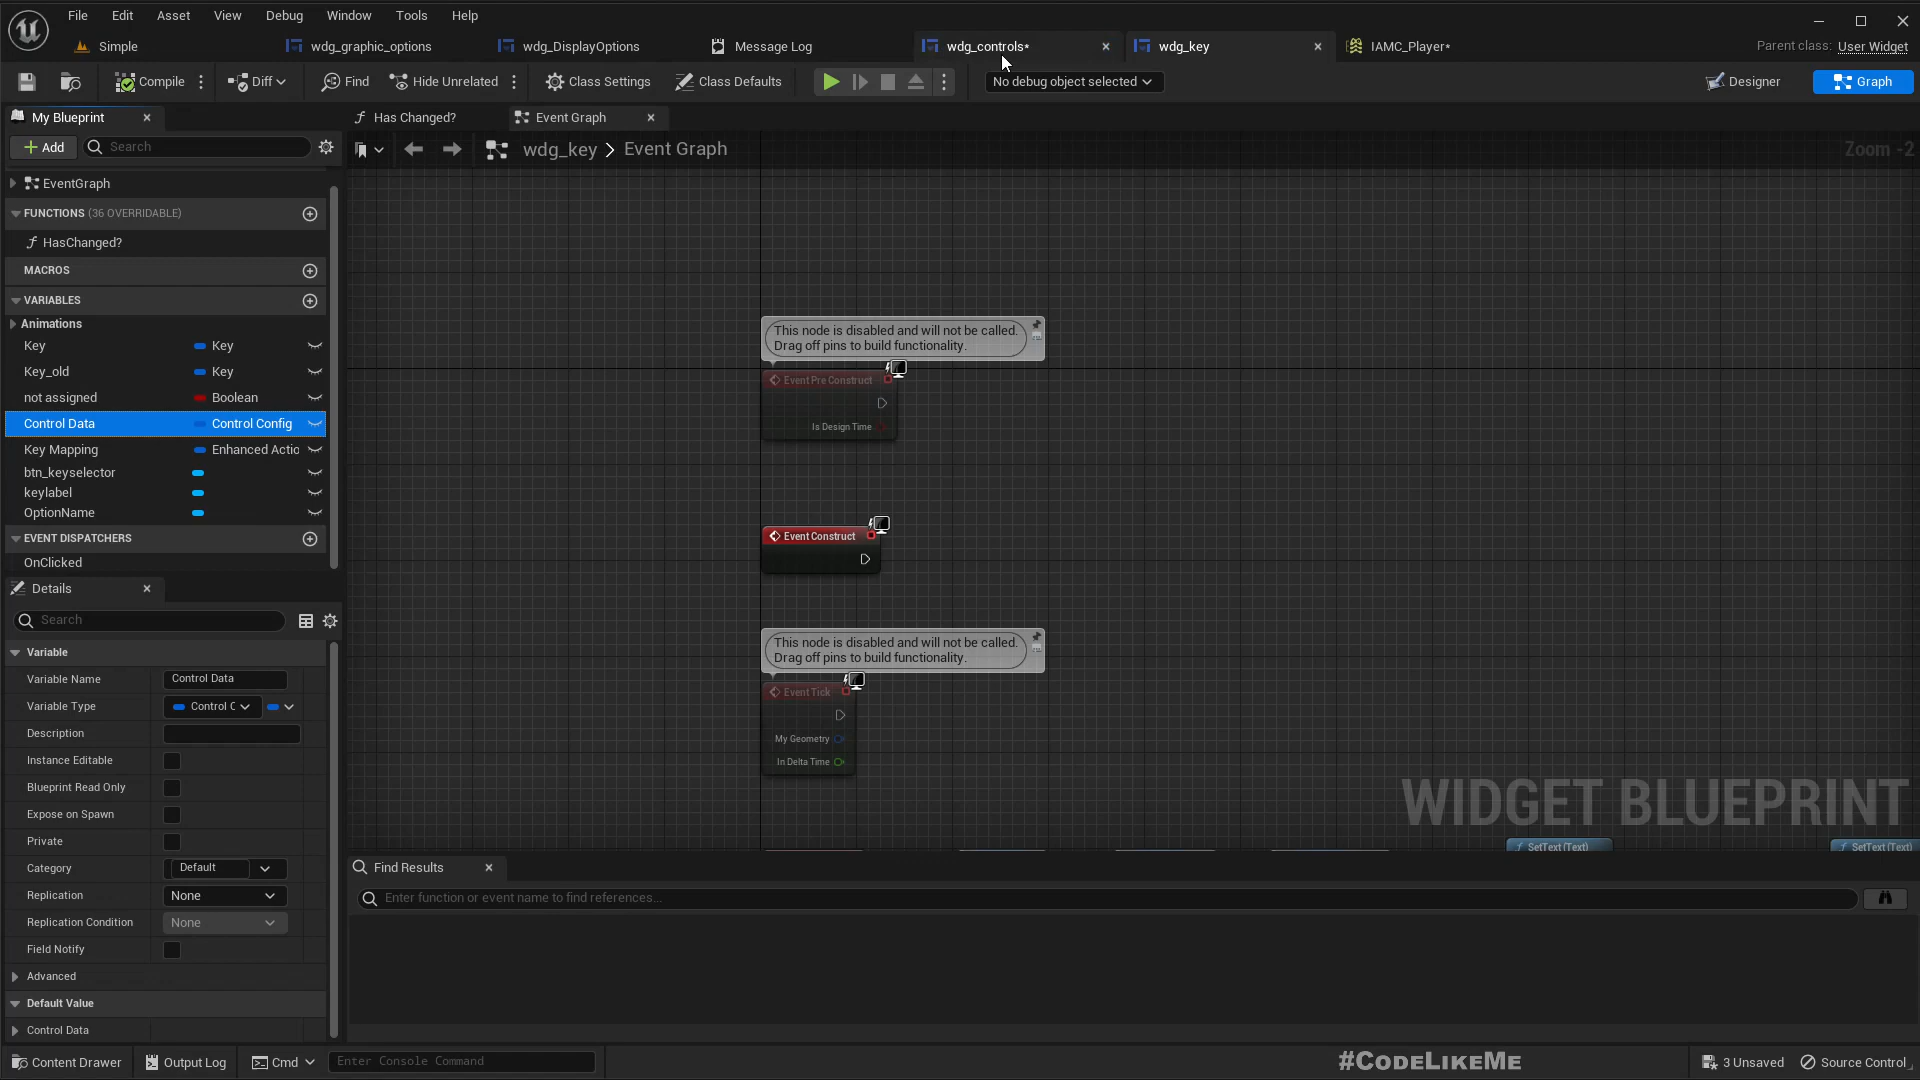 File Edit Asset View Debug Window Tools Help
Simple wdg_graphic_options wdg_DisplayOptions Message Log wdg_controls* wdg_key IAMC_Player* Parent class: User Widget
Compile Diff Find Hide Unrelated Class Settings Class Defaults No debug object selected Designer Graph
My Blueprint Has Changed? Event Graph
Add Search wdg_key > Event Graph Zoom -2
EventGraph
FUNCTIONS (36 OVERRIDABLE)
HasChanged?
MACROS
VARIABLES
Animations
Key Key
Key_old Key
not assigned Boolean
Control Data Control Config
Key Mapping Enhanced Actio
btn_keyselector
keylabel
OptionName
EVENT DISPATCHERS
OnClicked
This node is disabled and will not be called.
Drag off pins to build functionality.
Event Pre Construct
Is Design Time
Event Construct
This node is disabled and will not be called.
Drag off pins to build functionality.
Event Tick
My Geometry
In Delta Time
WIDGET BLUEPRINT
SetText (Text) SetText (Text)
Details
Search
Variable
Variable Name Control Data
Variable Type Control C
Description
Instance Editable
Blueprint Read Only
Expose on Spawn
Private
Category Default
Replication None
Replication Condition None
Field Notify
Advanced
Default Value
Control Data
Find Results
Enter function or event name to find references...
Content Drawer Output Log Cmd Enter Console Command #CODELIKEME 3 Unsaved Source Control